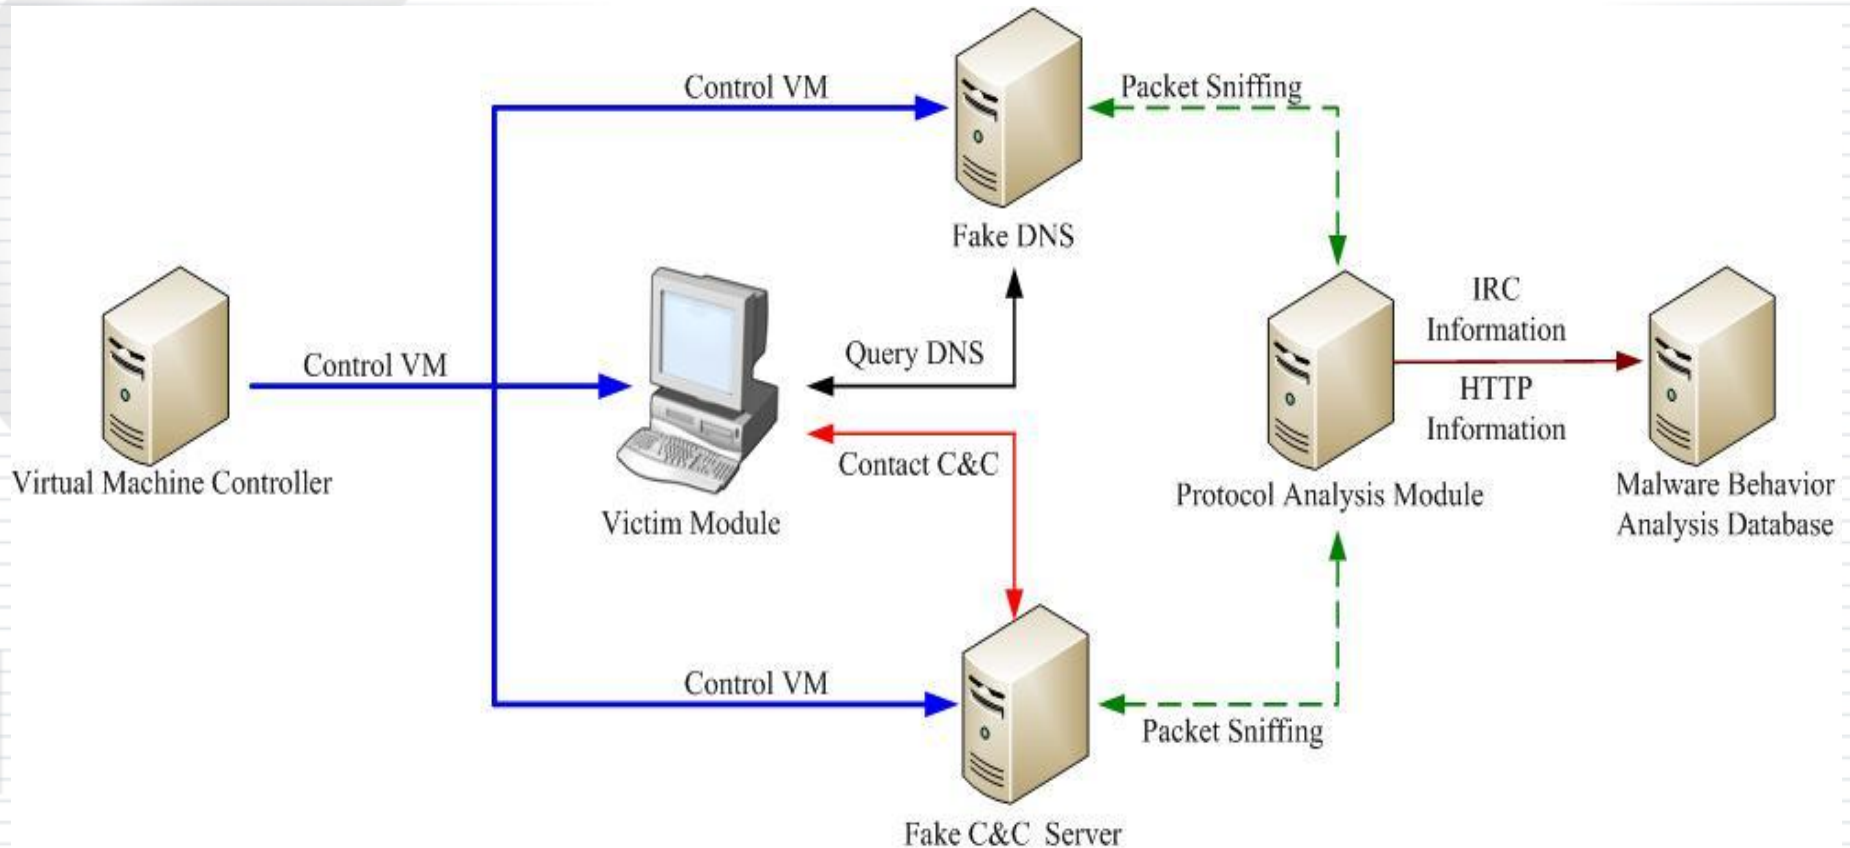 Control VM
Packet Sniffing
Fake DNS
IRC
Information
Query DNS
Control VM
HTTP
Information
Contact C&C
Virtual Machine Controller
Victim Module
Protocol Analysis Module
Malware Behavior
Analysis Database
Control VM
Packet Sniffing
Fake C&C Server